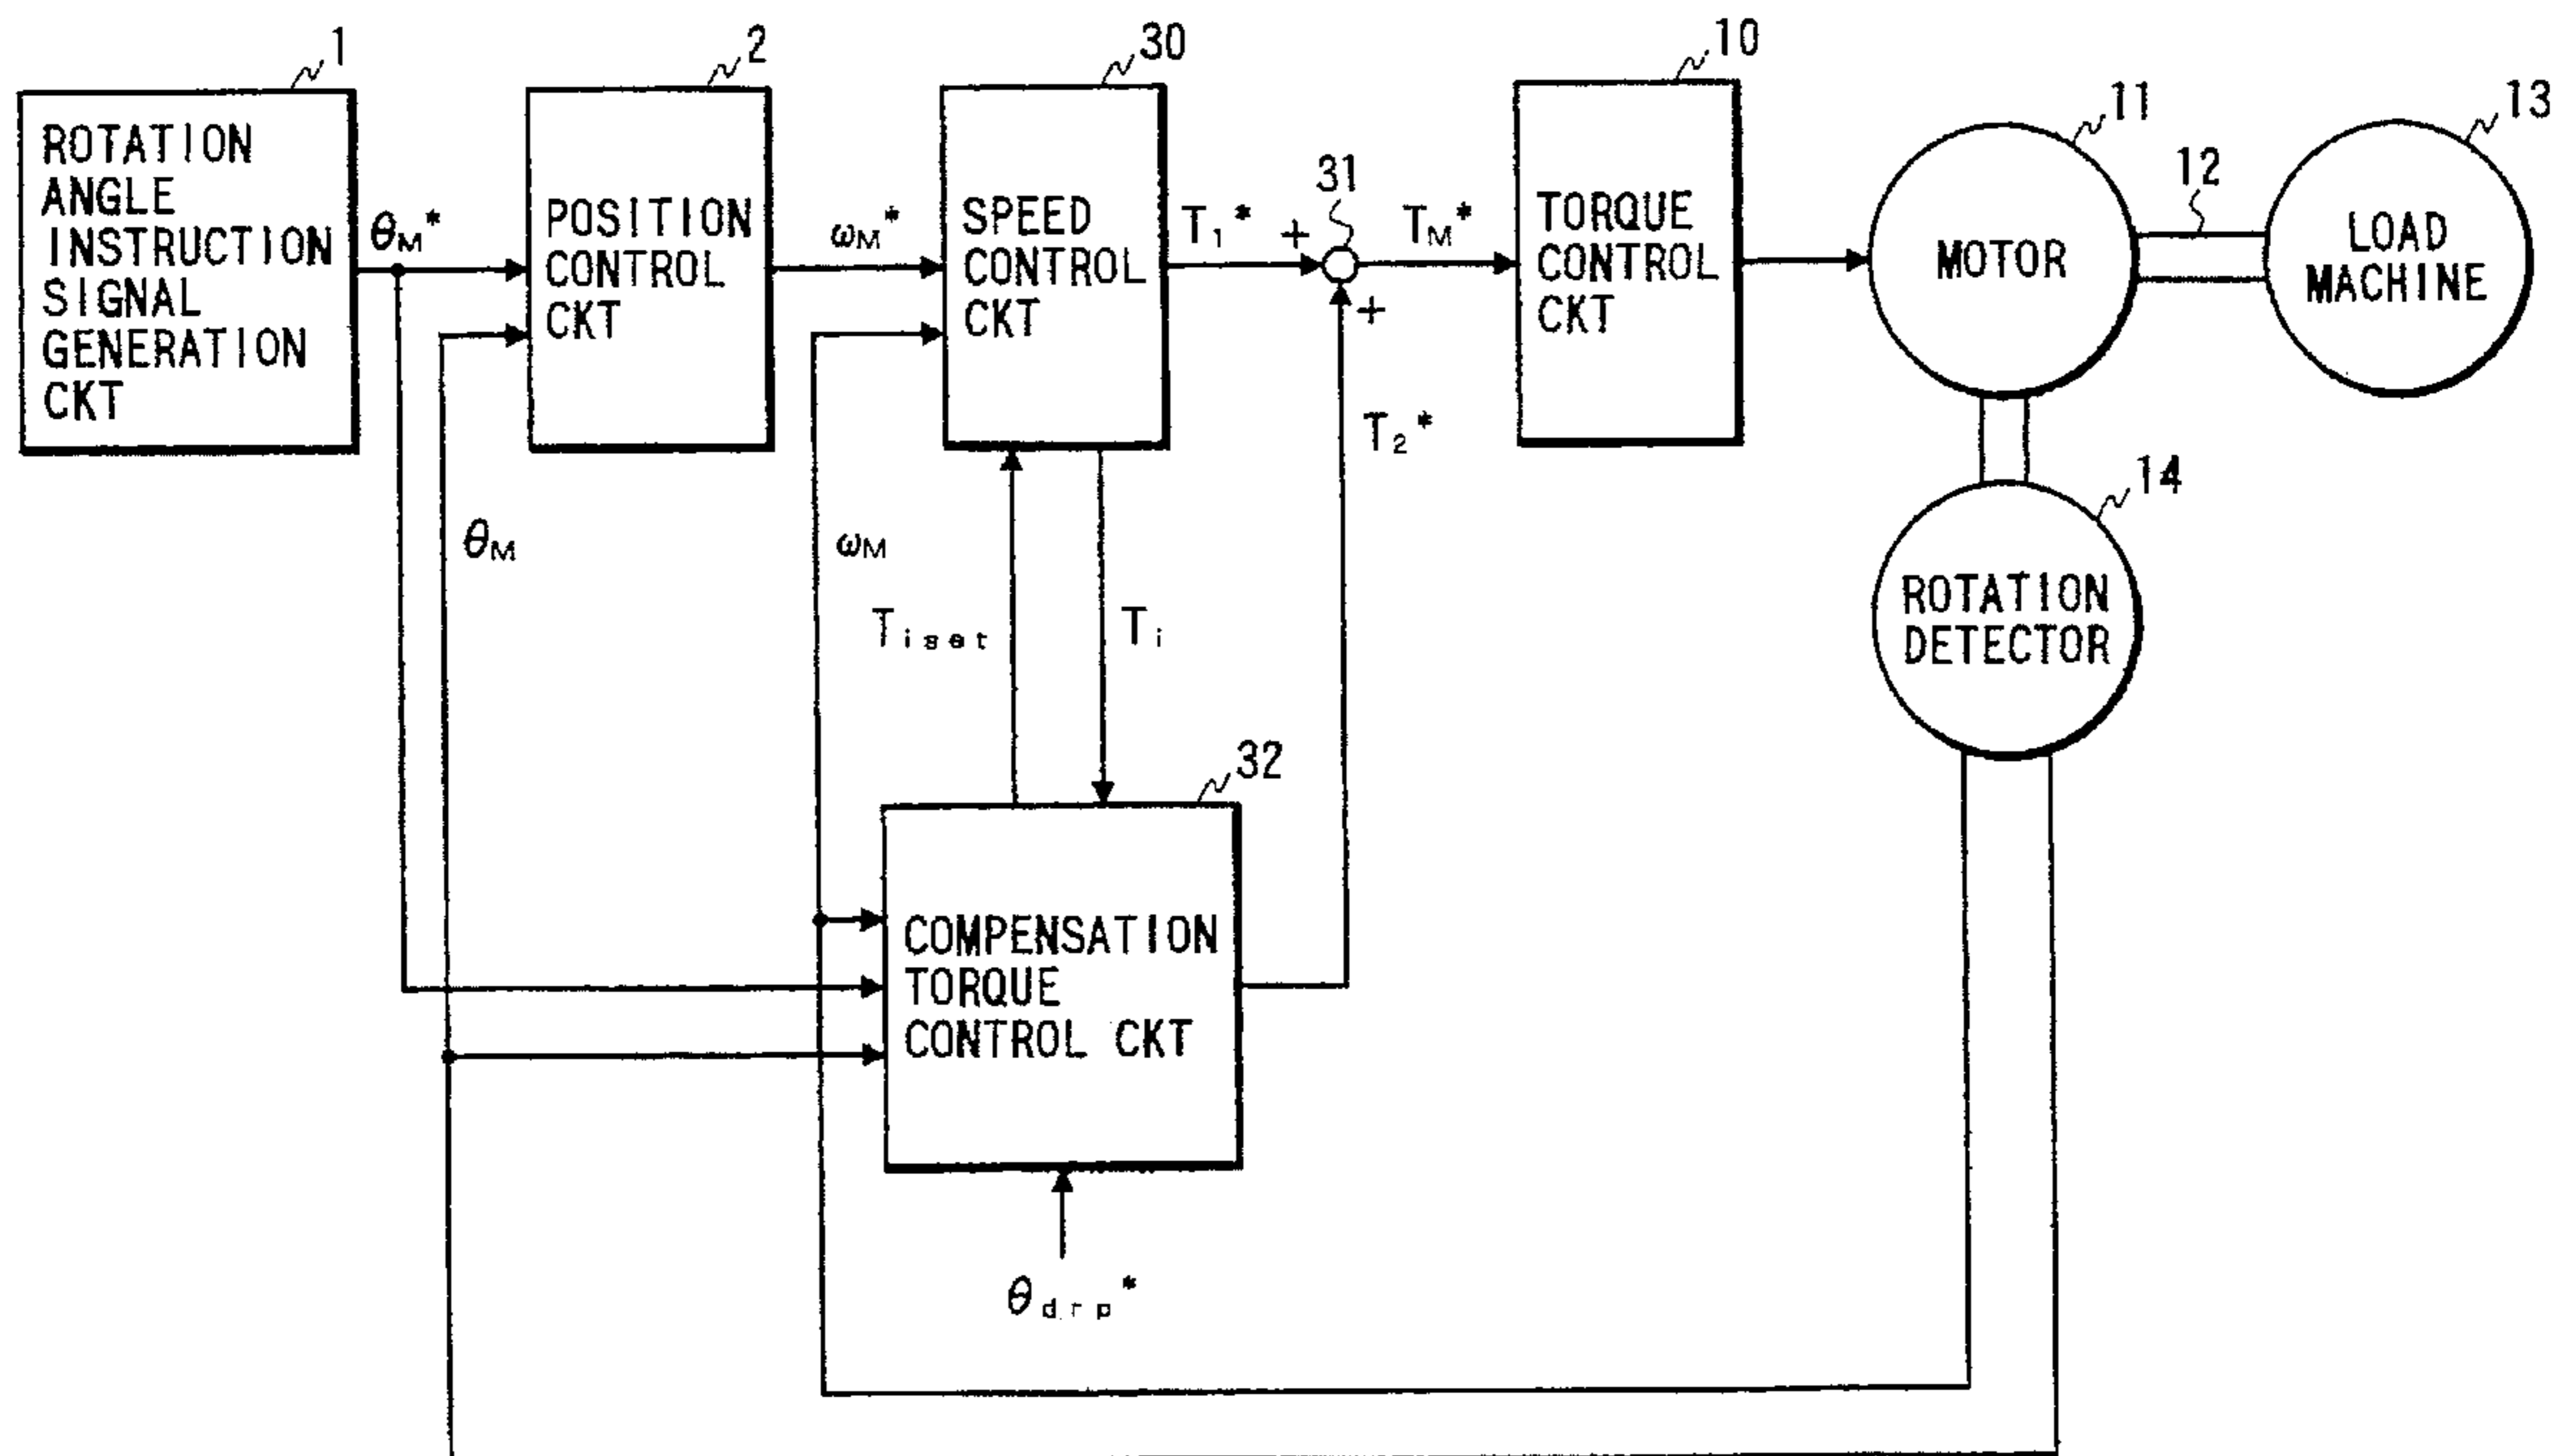 1
ROTATION
ANGLE
INSTRUCTION
SIGNAL
GENERATION
CKT
θM*
2
POSITION
CONTROL
CKT
ωM*
30
SPEED
CONTROL
CKT
T1*
+
31
+
TM*
10
TORQUE
CONTROL
CKT
11
MOTOR
12
13
LOAD
MACHINE
T2*
14
ROTATION
DETECTOR
θM
ωM
Tiset
Ti
32
COMPENSATION
TORQUE
CONTROL CKT
θdrp*